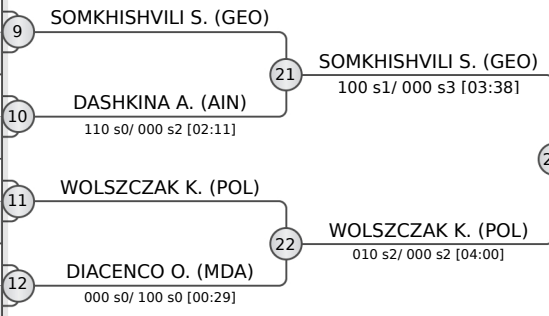 SOMKHISHVILI S. (GEO)
9
21
SOMKHISHVILI S. (GEO)
100 s1/ 000 s3 [03:38]
DASHKINA A. (AIN)
10
110 s0/ 000 s2 [02:11]
WOLSZCZAK K. (POL)
11
22
WOLSZCZAK K. (POL)
010 s2/ 000 s2 [04:00]
DIACENCO O. (MDA)
12
000 s0/ 100 s0 [00:29]